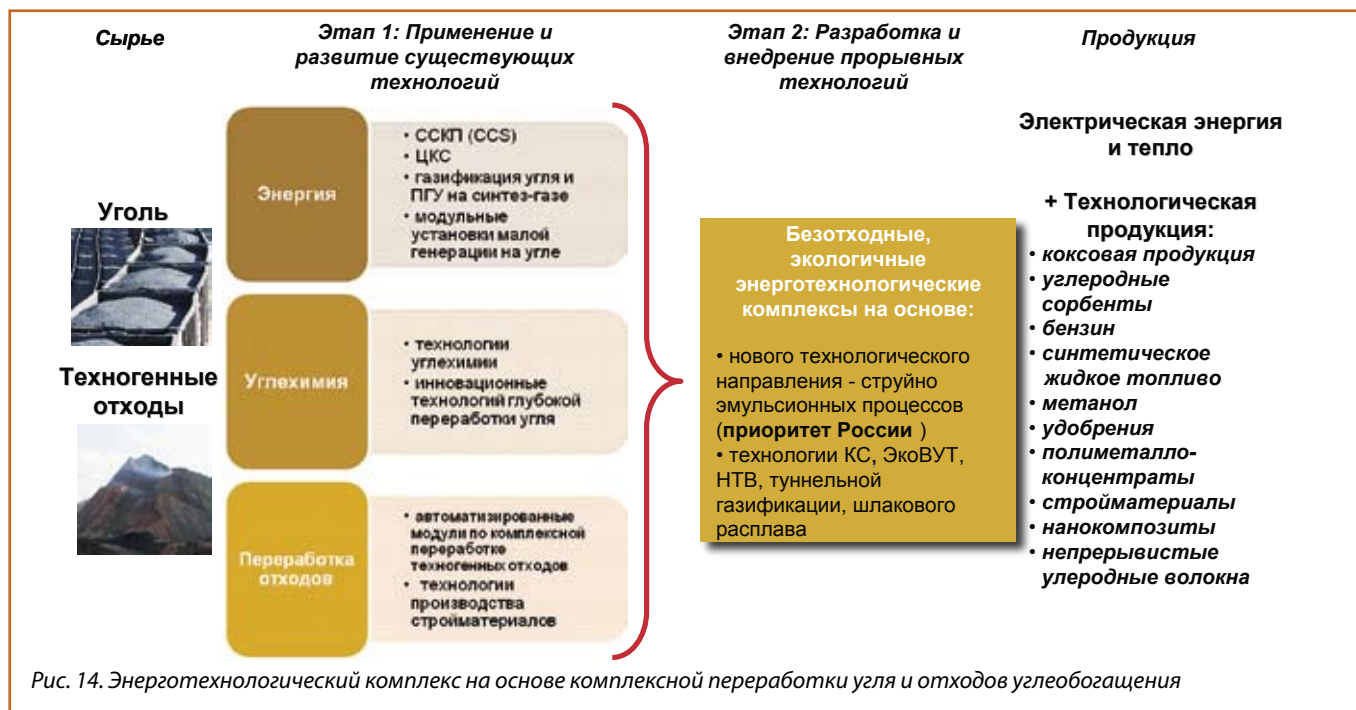 Сырье
Этап 1: Применение и
развитие существующих
технологий
Этап 2: Разработка и
внедрение прорывных
технологий
Продукция
Уголь
Техногенные
отходы
Энергия
• ССКП (CCS)
• ЦКС
• газификация угля и
ПГУ на синтез-газе
• модульные
установки малой
генерации на угле
Углехимия
• технологии
углехимии
• инновационные
технологий глубокой
переработки угля
Переработка
отходов
• автоматизированные
модули по комплексной
переработке
техногенных отходов
• технологии
производства
стройматериалов
Безотходные,
экологичные
энерготехнологические
комплексы на основе:
• нового технологического
направления - струйно
эмульсионных процессов
(приоритет России )
• технологии КС, ЭкоВУТ,
НТВ, туннельной
газификации, шлакового
расплава
Электрическая энергия
и тепло
+ Технологическая
продукция:
• коксовая продукция
• углеродные
сорбенты
• бензин
• синтетическое
жидкое топливо
• метанол
• удобрения
• полиметалло-
концентраты
• стройматериалы
• нанокомпозиты
• непрерывистые
улеродные волокна
Рис. 14. Энерготехнологический комплекс на основе комплексной переработки угля и отходов углеобогащения